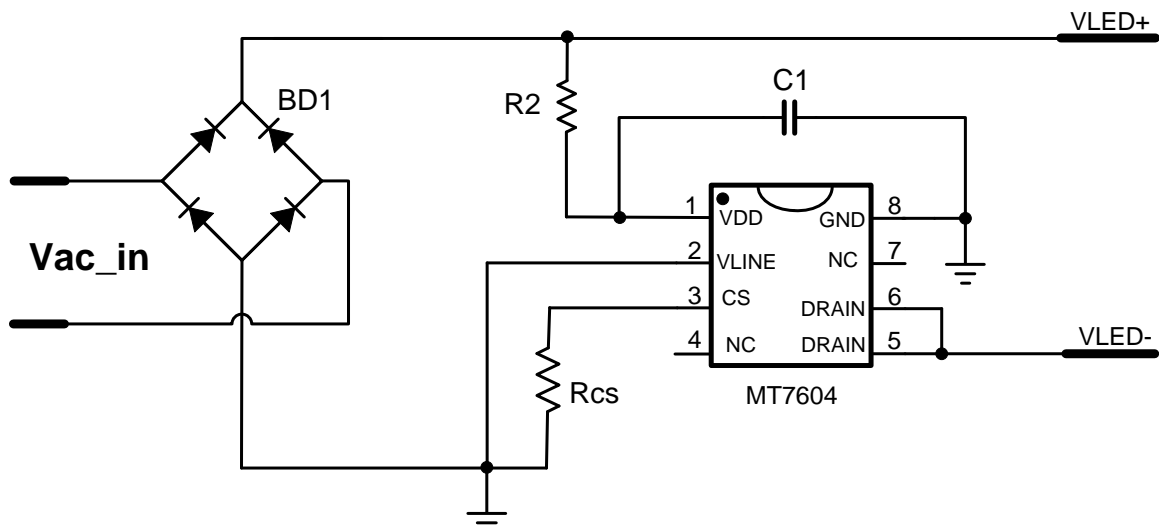 VLED+
C1
BD1
R2
1
VDD
GND
8
Vac_in
2
VLINE
NC
7
3
CS
DRAIN
6
4
NC
DRAIN
5
VLED-
Rcs
MT7604